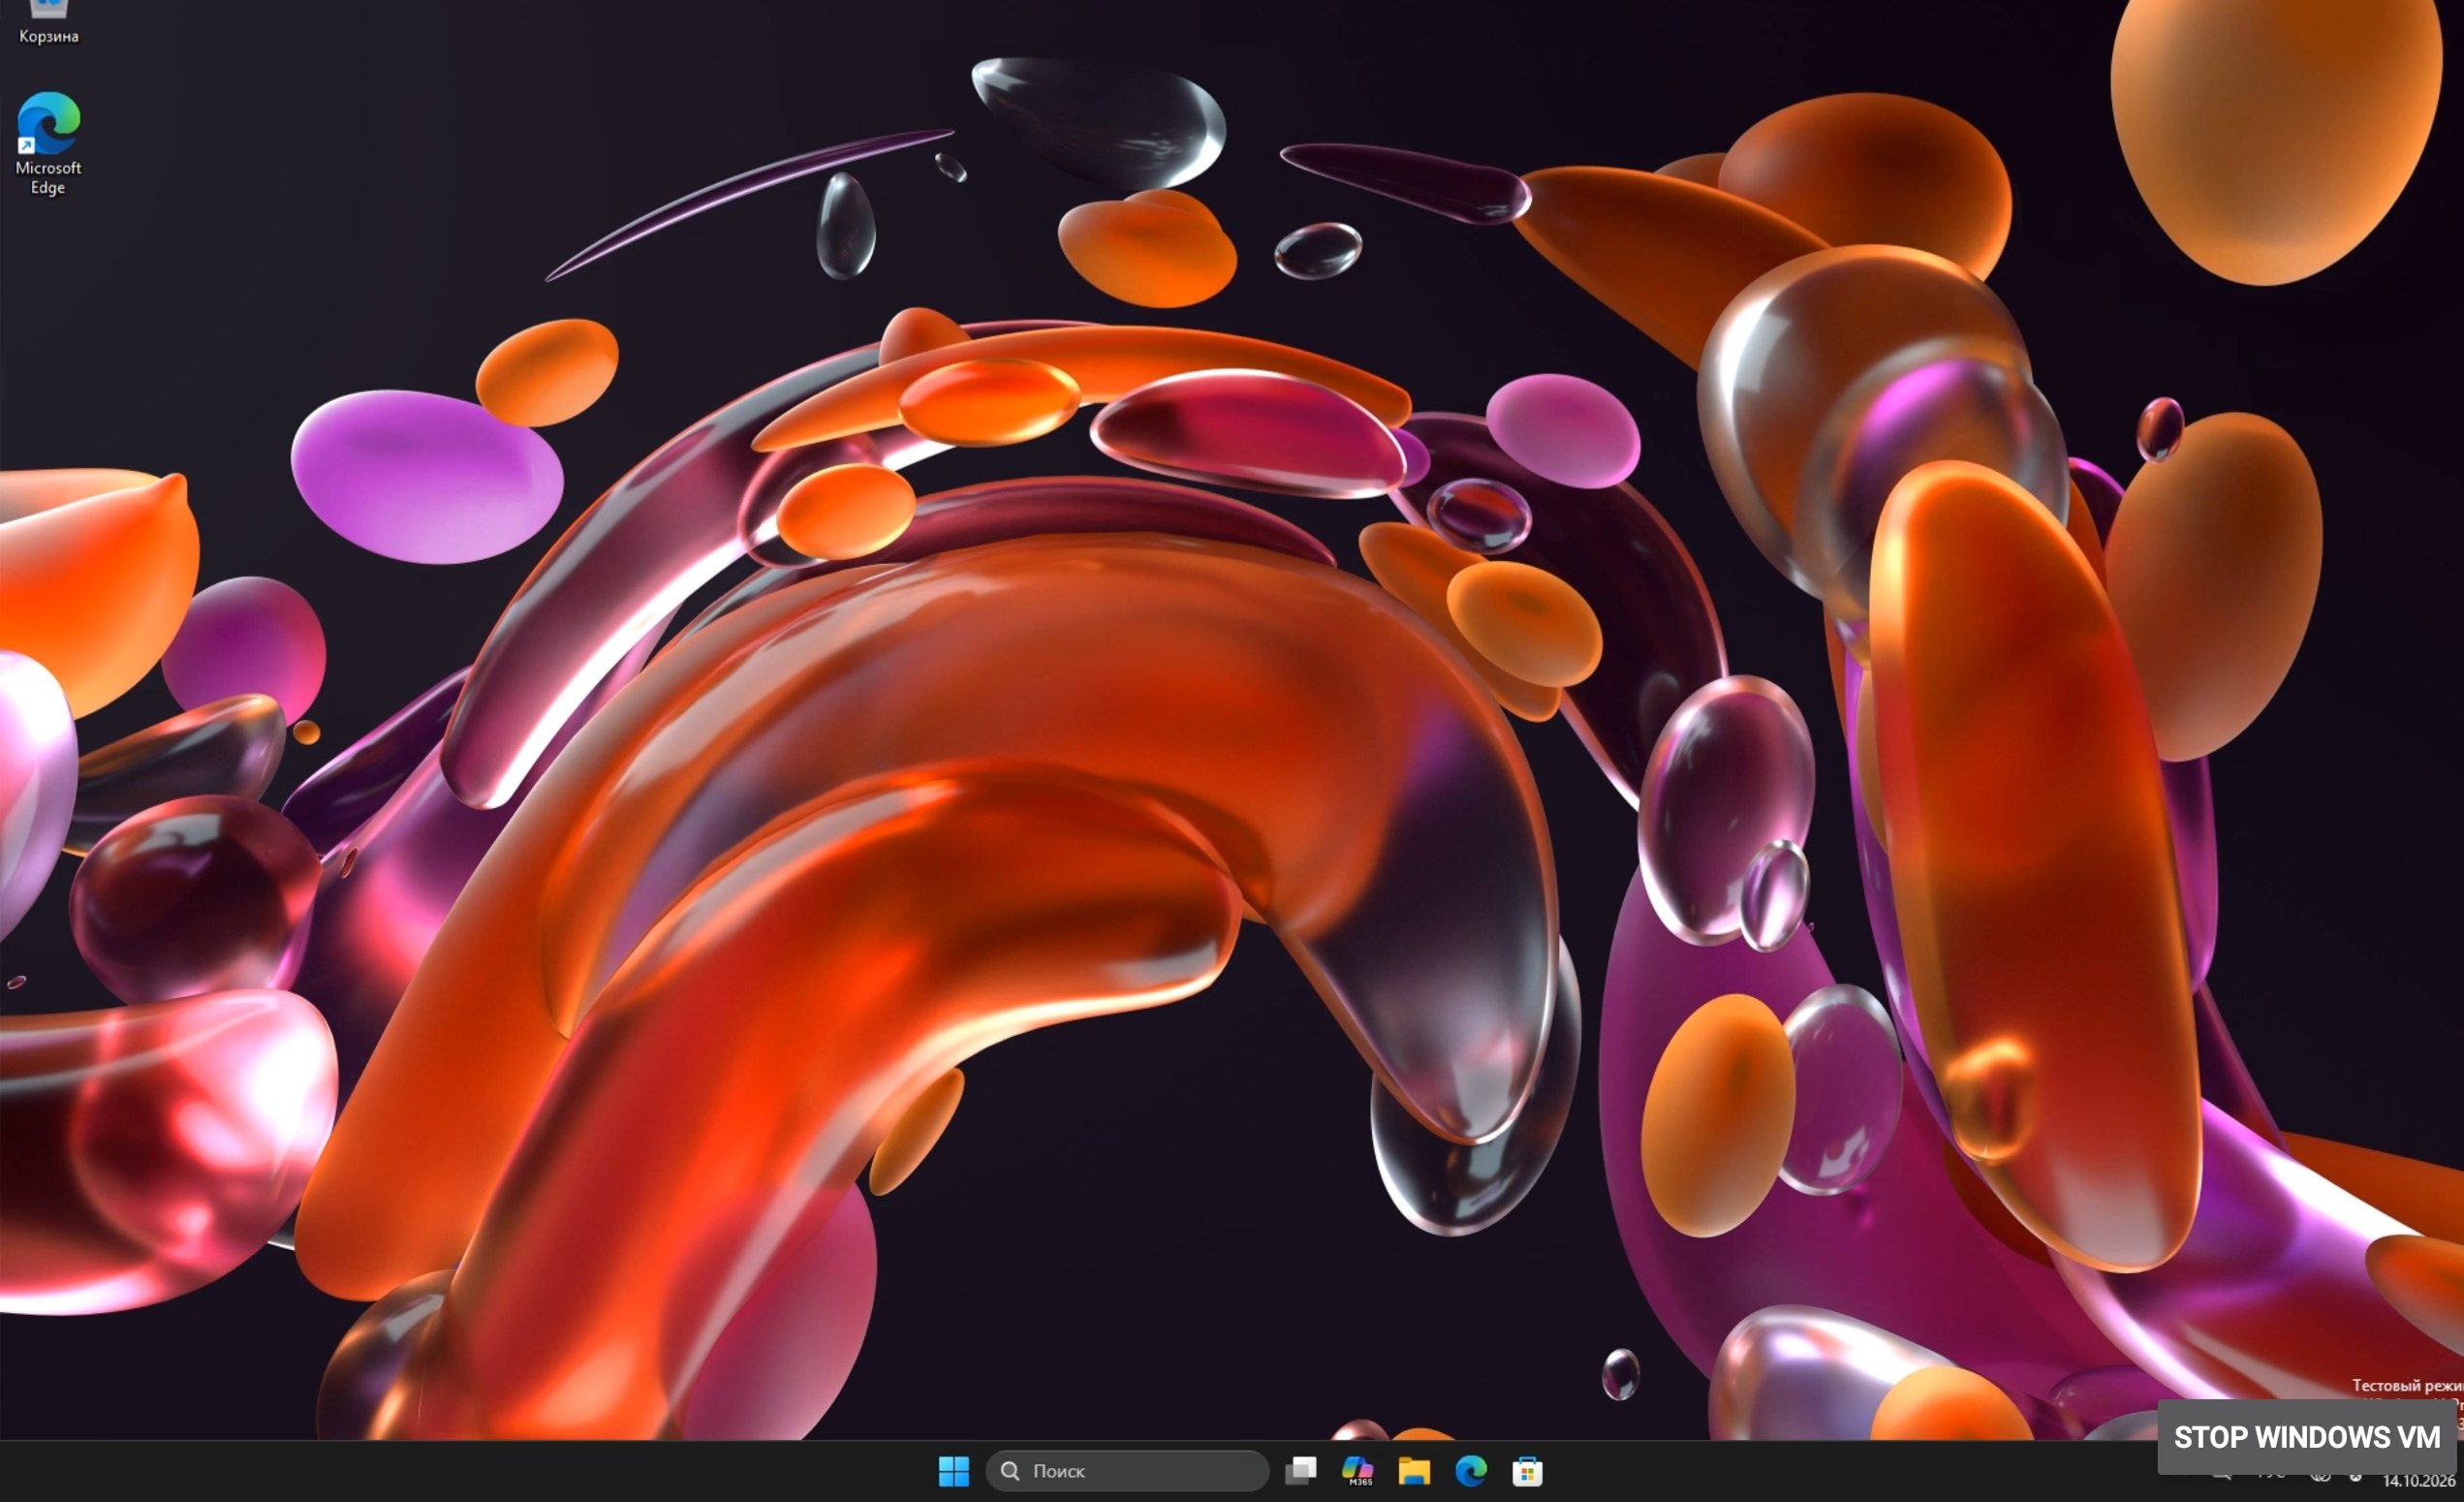 Корзина
Microsoft
Edge
Тестовый режи
STOP WINDOWS VM
Поиск
M365
14.10.2026